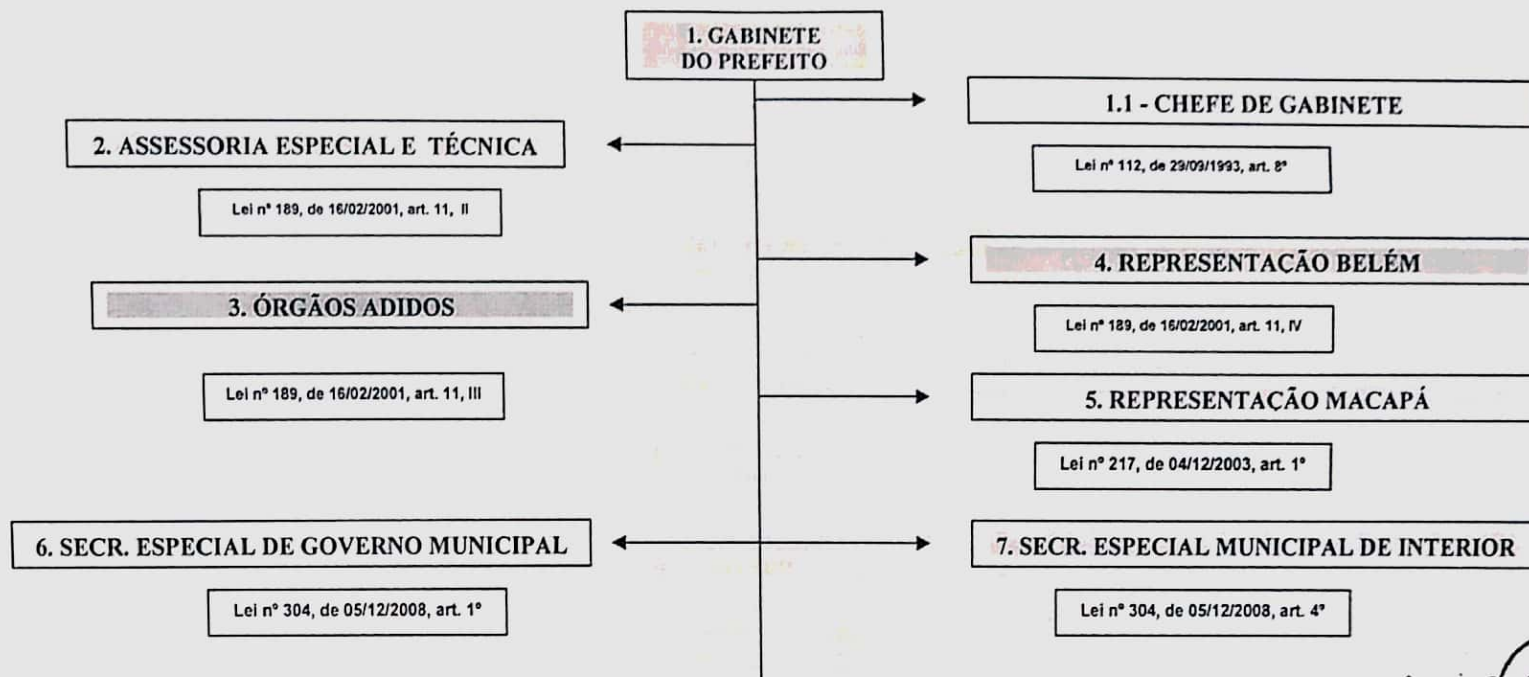 1. GABINETE
DO PREFEITO
1.1 - CHEFE DE GABINETE
Lei nº 112, de 29/09/1993, art. 8º
2. ASSESSORIA ESPECIAL E TÉCNICA
Lei nº 189, de 16/02/2001, art. 11, II
4. REPRESENTAÇÃO BELÉM
Lei nº 189, de 16/02/2001, art. 11, IV
3. ÓRGÃOS ADIDOS
Lei nº 189, de 16/02/2001, art. 11, III
5. REPRESENTAÇÃO MACAPÁ
Lei nº 217, de 04/12/2003, art. 1º
6. SECR. ESPECIAL DE GOVERNO MUNICIPAL
Lei nº 304, de 05/12/2008, art. 1º
7. SECR. ESPECIAL MUNICIPAL DE INTERIOR
Lei nº 304, de 05/12/2008, art. 4º